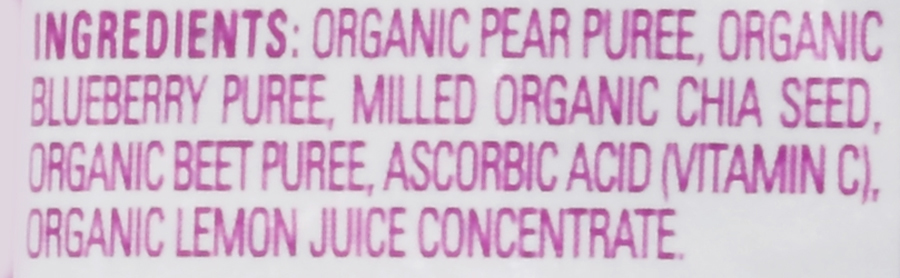 INGREDIENTS: ORGANIC PEAR PUREE, ORGANIC
BLUEBERRY PUREE, MILLED ORGANIC CHIA SEED,
ORGANIC BEET PUREE, ASCORBIC ACID (VITAMIN C),
ORGANIC LEMON JUICE CONCENTRATE.